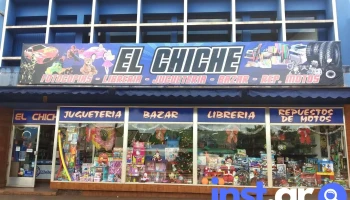 EL CHICHE
FOTOCOPIAS - LIBRERIA - JUGUETERIA - BAZAR - REP. MOTOS
EL CHICHE
JUGUETERIA
BAZAR
LIBRERIA
REPUESTOS
DE MOTOS
inst.ar